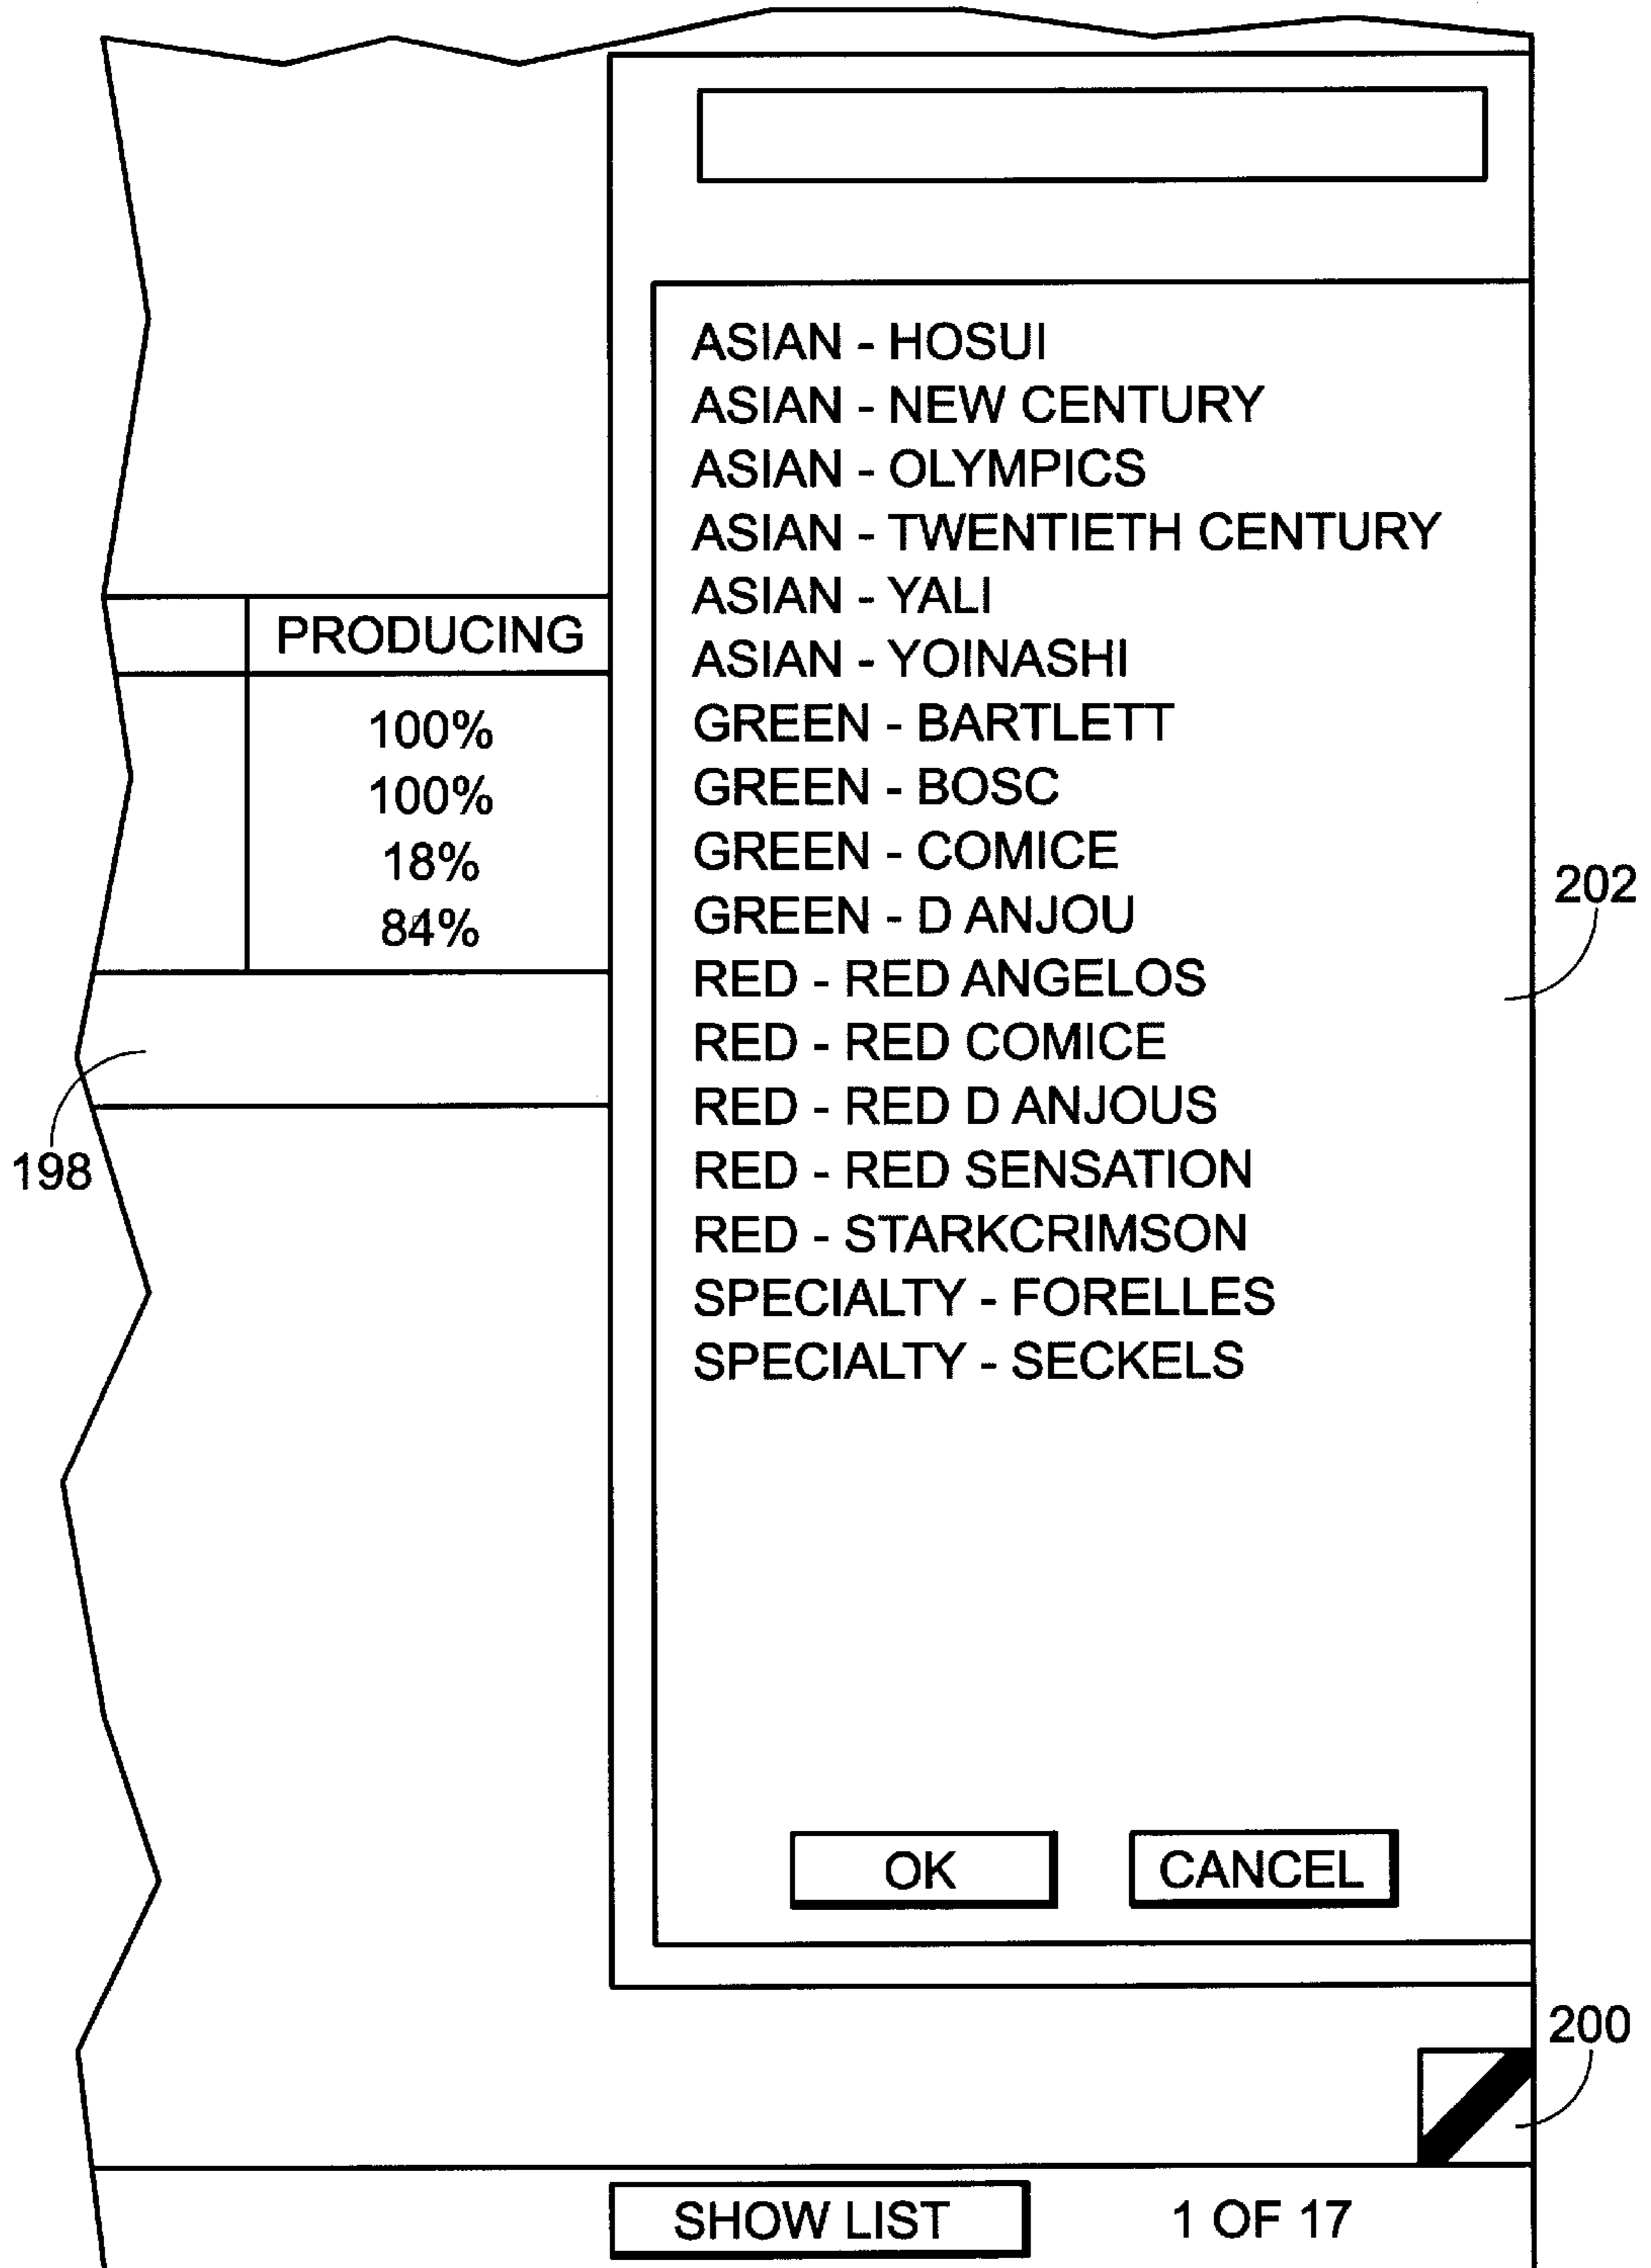 PRODUCING
100%
100%
18%
84%
198
ASIAN - HOSUI
ASIAN - NEW CENTURY
ASIAN - OLYMPICS
ASIAN - TWENTIETH CENTURY
ASIAN - YALI
ASIAN - YOINASHI
GREEN - BARTLETT
GREEN - BOSC
GREEN - COMICE
GREEN - D ANJOU
RED - RED ANGELOS
RED - RED COMICE
RED - RED D ANJOUS
RED - RED SENSATION
RED - STARKCRIMSON
SPECIALTY - FORELLES
SPECIALTY - SECKELS
202
OK
CANCEL
200
SHOW LIST
1 OF 17